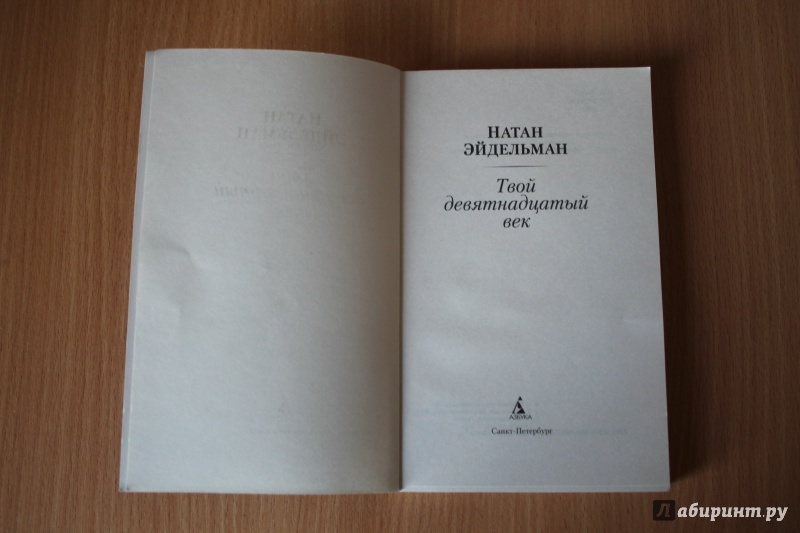 НАТАН
ЭЙДЕЛЬМАН
Твой
девятнадцатый
век
АЗБУКА
Санкт-Петербург
Лабиринт.ру